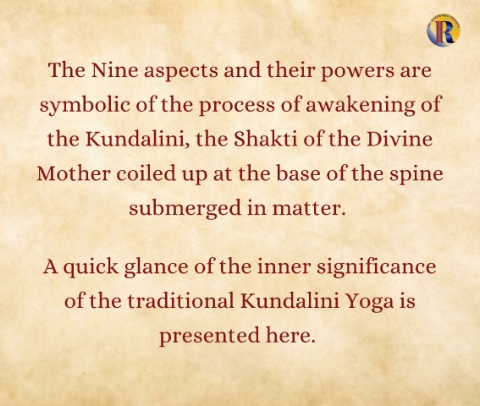 The Nine aspects and their powers are
symbolic of the process of awakening of
the Kundalini, the Shakti of the Divine
Mother coiled up at the base of the spine
submerged in matter.
A quick glance of the inner significance
of the traditional Kundalini Yoga is
presented here.